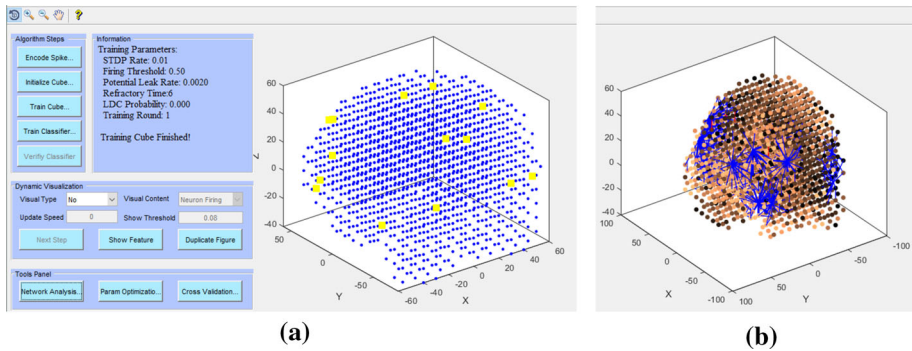 Algorithm Steps
Encode Spike...
Initialize Cube...
Train Cube...
Train Classifier...
Verify Classifier
Information
Training Parameters:
STDP Rate: 0.01
Firing Threshold: 0.50
Potential Leak Rate: 0.0020
Refractory Time:6
LDC Probability: 0.000
Training Round: 1
Training Cube Finished!
Dynamic Visualization
Visual Type
No
Visual Content
Neuron Firing
Update Speed
0
Show Threshold
0.08
Next Step
Show Feature
Duplicate Figure
Tools Panel
Network Analysis...
Param Optimizatio...
Cross Validation...
60
40
20
0
-20
-40
Z
50
0
-50
Y
-60
-40
-20
0
20
40
60
X
(a)
100
80
60
40
20
0
-20
-40
100
50
0
-50
-100
X
100
50
0
-50
-100
Y
(b)